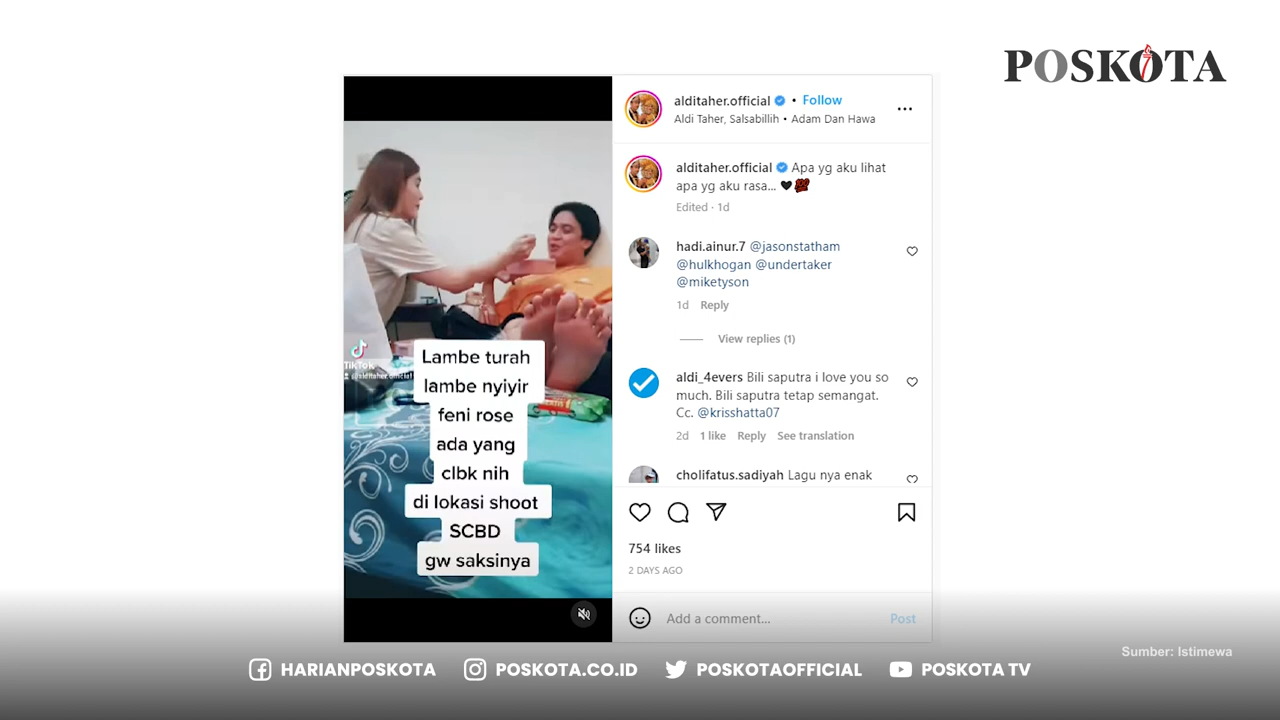 POSKOTA
alditaher.official • Follow
Aldi Taher, Salsabillih • Adam Dan Hawa
alditaher.official Apa yg aku lihat
apa yg aku rasa... 🖤💯
Edited · 1d
hadi.ainur.7 @jasonstatham
@hulkhogan @undertaker
@miketyson
1d Reply
View replies (1)
aldi_4evers Bili saputra i love you so
much. Bili saputra tetap semangat.
Cc. @krisshatta07
2d 1 like Reply See translation
cholifatus.sadiyah Lagu nya enak
754 likes
2 DAYS AGO
Add a comment... Post
TikTok
@alditaher.official
Lambe turah
lambe nyiyir
feni rose
ada yang
clbk nih
di lokasi shoot
SCBD
gw saksinya
Sumber: Istimewa
HARIANPOSKOTA POSKOTA.CO.ID POSKOTAOFFICIAL POSKOTA TV